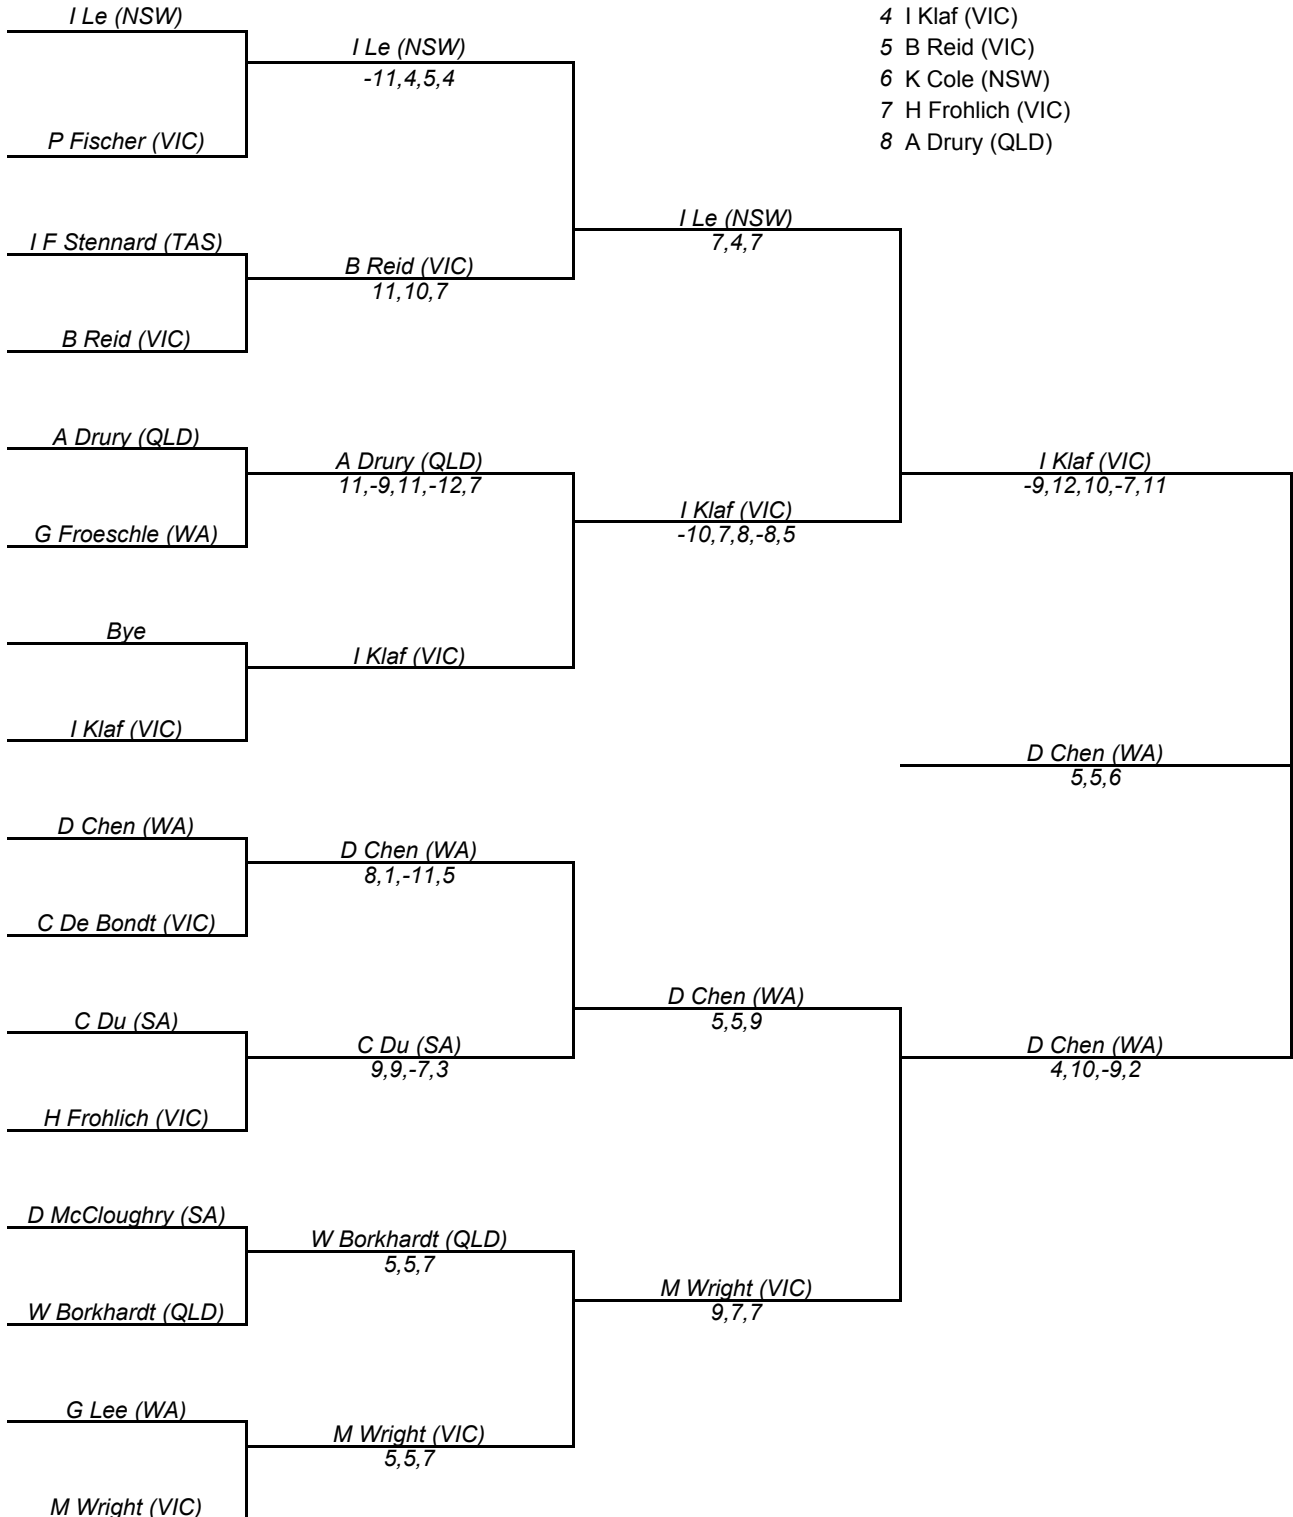 I Le (NSW)
4 I Klaf (VIC)
I Le (NSW)
5 B Reid (VIC)
-11,4,5,4
6 K Cole (NSW)
7 H Frohlich (VIC)
P Fischer (VIC)
8 A Drury (QLD)
I Le (NSW)
I F Stennard (TAS)
7,4,7
B Reid (VIC)
11,10,7
B Reid (VIC)
A Drury (QLD)
A Drury (QLD)
I Klaf (VIC)
11,-9,11,-12,7
-9,12,10,-7,11
I Klaf (VIC)
G Froeschle (WA)
-10,7,8,-8,5
Bye
I Klaf (VIC)
I Klaf (VIC)
D Chen (WA)
5,5,6
D Chen (WA)
D Chen (WA)
8,1,-11,5
C De Bondt (VIC)
D Chen (WA)
C Du (SA)
5,5,9
C Du (SA)
D Chen (WA)
9,9,-7,3
4,10,-9,2
H Frohlich (VIC)
D McCloughry (SA)
W Borkhardt (QLD)
5,5,7
M Wright (VIC)
W Borkhardt (QLD)
9,7,7
G Lee (WA)
M Wright (VIC)
5,5,7
M Wright (VIC)